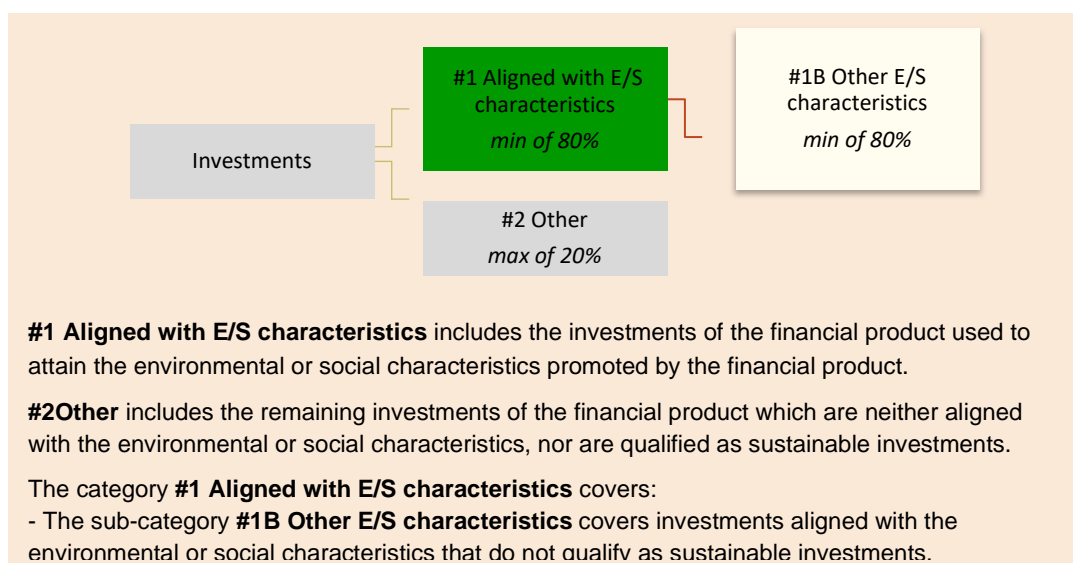 #1 Aligned with E/S
characteristics
min of 80%
#1B Other E/S
characteristics
min of 80%
Investments
#2 Other
max of 20%
#1 Aligned with E/S characteristics includes the investments of the financial product used to
attain the environmental or social characteristics promoted by the financial product.
#2Other includes the remaining investments of the financial product which are neither aligned
with the environmental or social characteristics, nor are qualified as sustainable investments.
The category #1 Aligned with E/S characteristics covers:
- The sub-category #1B Other E/S characteristics covers investments aligned with the
environmental or social characteristics that do not qualify as sustainable investments.